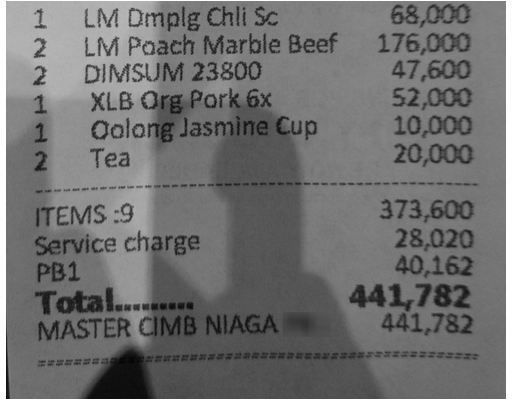 1 LM Dmplg Chli Sc 68,000
2 LM Poach Marble Beef 176,000
2 DIMSUM 23800 47,600
1 XLB Org Pork 6x 52,000
1 Oolong Jasmine Cup 10,000
2 Tea 20,000
ITEMS :9 373,600
Service charge 28,020
PB1 40,162
Total......... 441,782
MASTER CIMB NIAGA 441,782